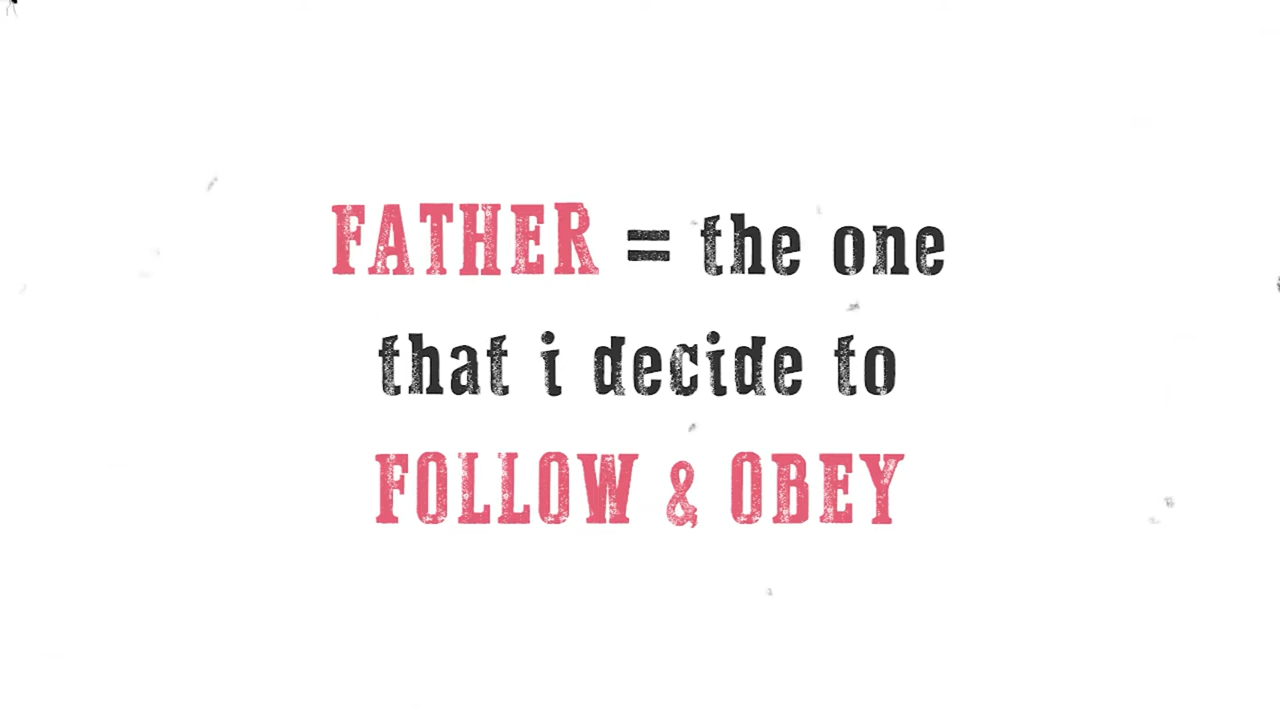 FATHER = the one
that i decide to
FOLLOW & OBEY